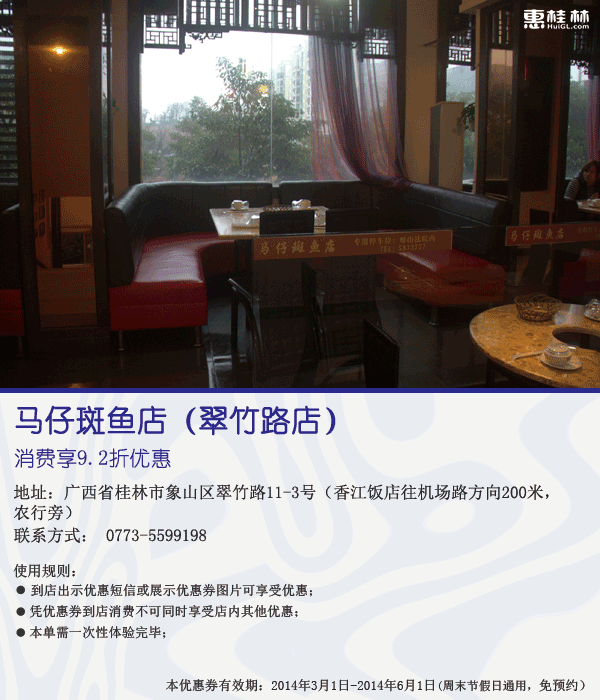 惠桂林
HuiGL.com
马仔斑鱼店
马仔斑鱼店
马仔斑鱼店（翠竹路店）
消费享9.2折优惠
地址：广西省桂林市象山区翠竹路11-3号（香江饭店往机场路方向200米，
农行旁）
联系方式： 0773-5599198
使用规则：
● 到店出示优惠短信或展示优惠券图片可享受优惠；
● 凭优惠券到店消费不可同时享受店内其他优惠；
● 本单需一次性体验完毕；
本优惠券有效期：2014年3月1日-2014年6月1日(周末节假日通用，免预约）